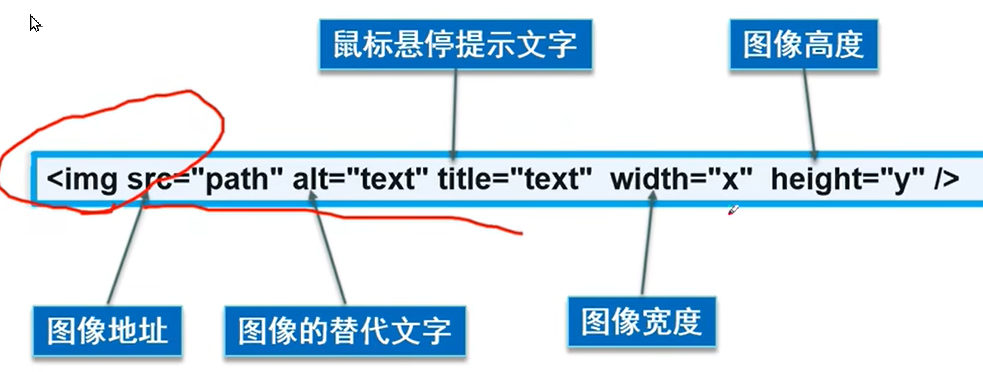 鼠标悬停提示文字
图像高度
<img src="path" alt="text" title="text" width="x" height="y" />
图像地址
图像的替代文字
图像宽度